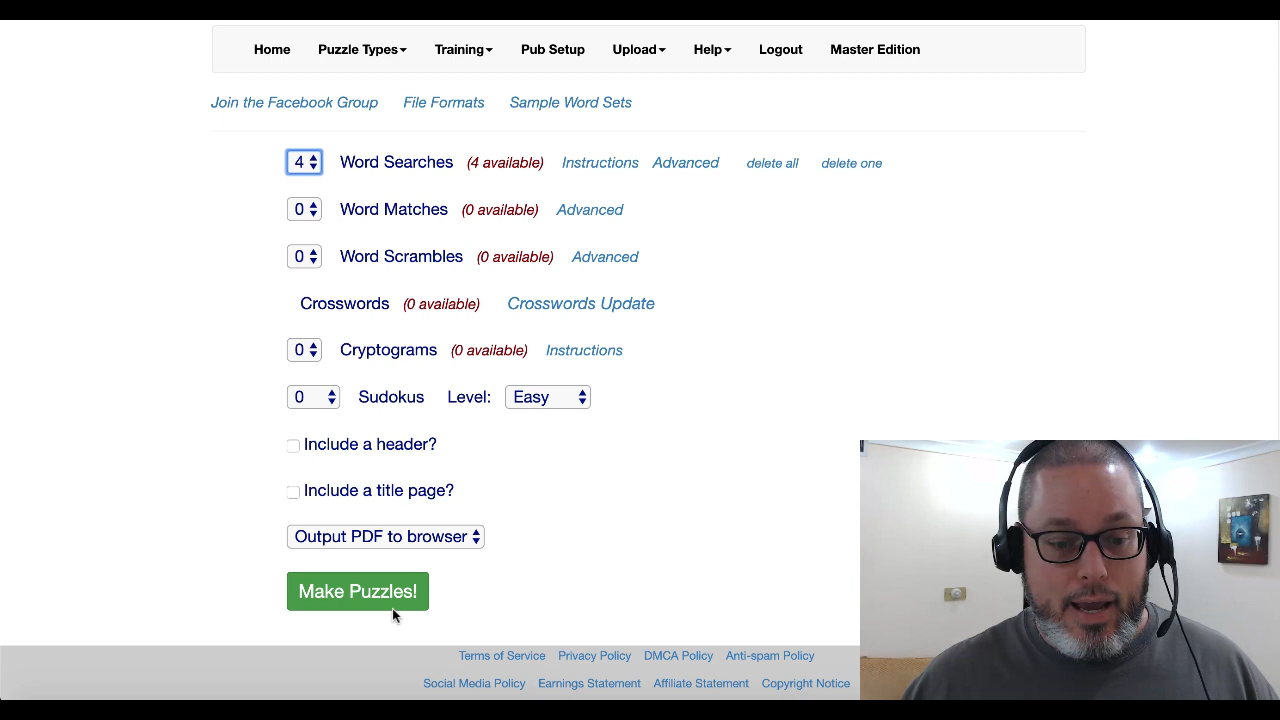 Home Puzzle Types Training Pub Setup Upload Help Logout Master Edition
Join the Facebook Group File Formats Sample Word Sets
4 Word Searches (4 available) Instructions Advanced delete all delete one
0 Word Matches (0 available) Advanced
0 Word Scrambles (0 available) Advanced
Crosswords (0 available) Crosswords Update
0 Cryptograms (0 available) Instructions
0 Sudokus Level: Easy
Include a header?
Include a title page?
Output PDF to browser
Make Puzzles!
Terms of Service Privacy Policy DMCA Policy Anti-spam Policy
Social Media Policy Earnings Statement Affiliate Statement Copyright Notice